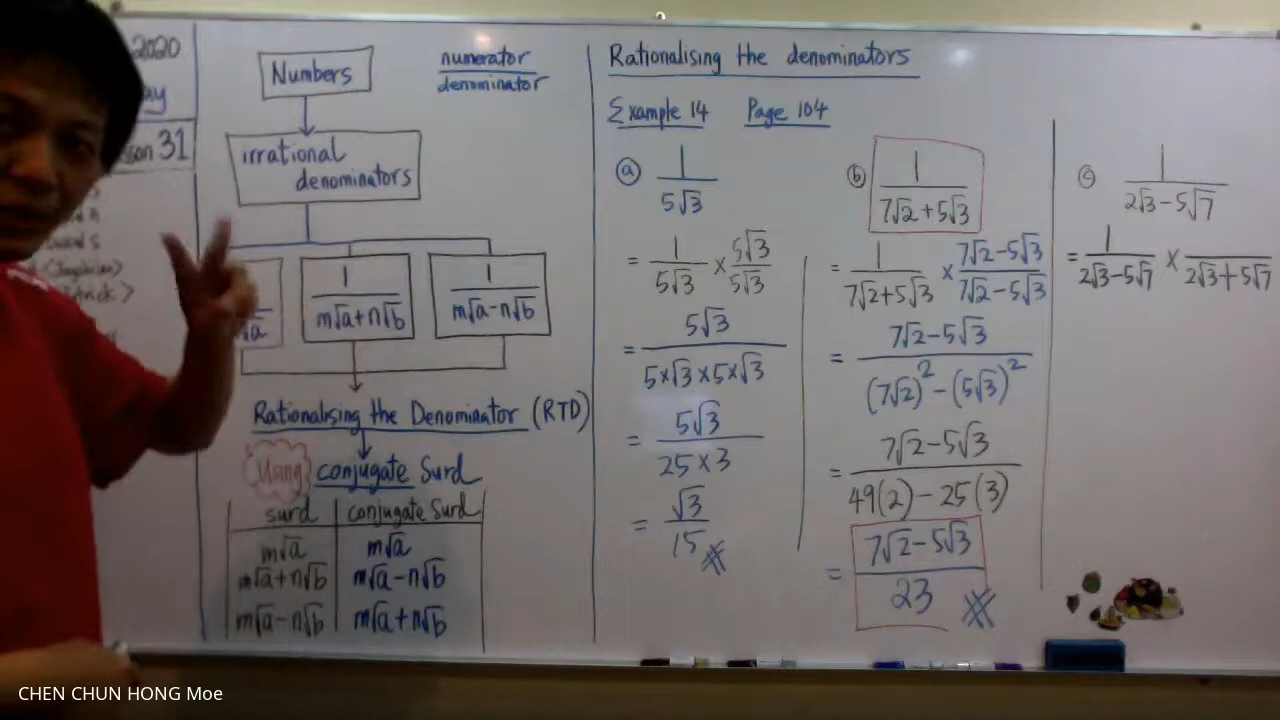 2020
ay
son 31
Numbers
numerator
denominator
irrational
denominators
√a
1
m√a+n√b
1
m√a-n√b
Rationalising the Denominator (RTD)
Using conjugate Surd
surd conjugate Surd
m√a m√a
m√a+n√b m√a-n√b
m√a-n√b m√a+n√b
Rationalising the denominators
Example 14 Page 104
ⓐ 1
5√3
= 1/5√3 × 5√3/5√3
= 5√3
5×√3×5×√3
= 5√3
25×3
= √3
15
ⓑ 1
7√2+5√3
= 1/7√2+5√3 × 7√2-5√3/7√2-5√3
= 7√2-5√3
(7√2)² - (5√3)²
= 7√2-5√3
49(2) - 25(3)
= 7√2-5√3
23
ⓒ 1
2√3-5√7
= 1/2√3-5√7 × /2√3+5√7
CHEN CHUN HONG Moe